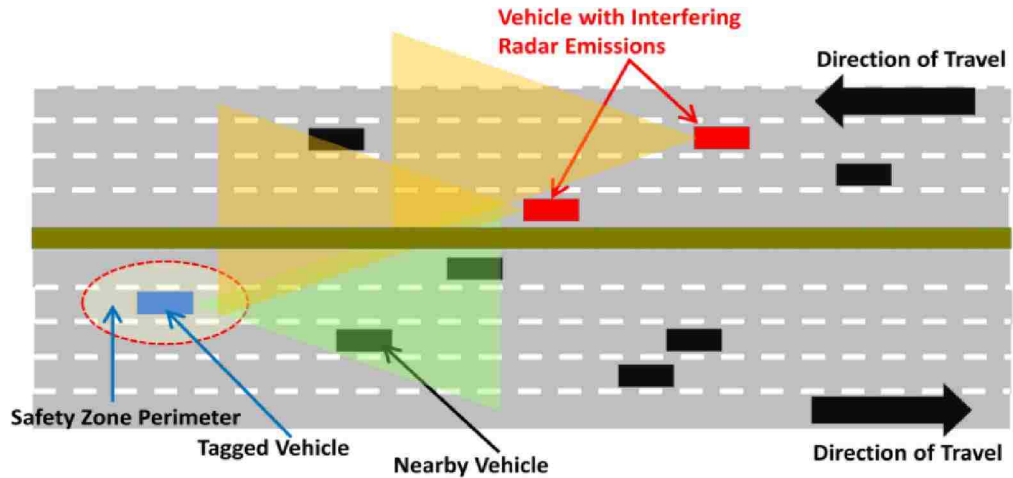 Vehicle with Interfering
Radar Emissions
Direction of Travel
Safety Zone Perimeter
Tagged Vehicle
Nearby Vehicle
Direction of Travel